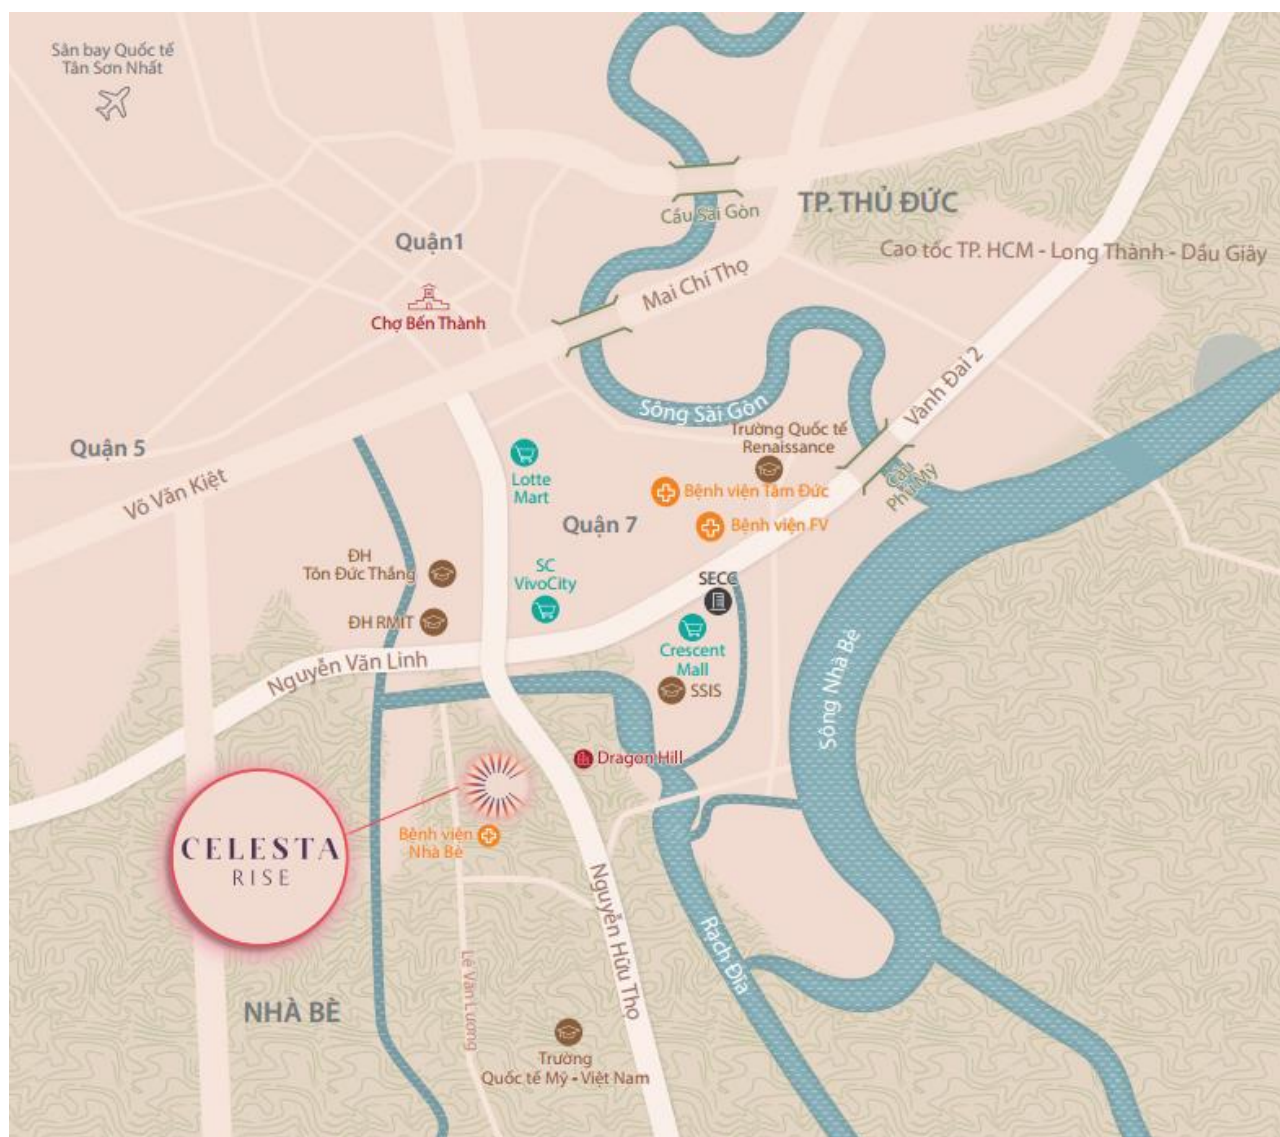 Sân bay Quốc tế
Tân Sơn Nhất
TP. THỦ ĐỨC
Cầu Sài Gòn
Quận1
Cao tốc TP. HCM - Long Thành - Dầu Giây
Mai Chí Thọ
Chợ Bến Thành
Vành Đai 2
Sông Sài Gòn
Quận 5
Trường Quốc tế
Renaissance
Võ Văn Kiệt
Lotte
Mart
Bệnh viện Tâm Đức
Cầu
Phú Mỹ
Quận 7
Bệnh viện FV
ĐH
Tôn Đức Thắng
SC
VivoCity
SECC
ĐH RMIT
Crescent
Mall
Nguyễn Văn Linh
SSIS
Sông Nhà Bé
Dragon Hill
CELESTA
RISE
Bệnh viện
Nhà Bè
Nguyễn Hữu Thọ
Rạch Đĩa
Lê Văn Lương
NHÀ BÈ
Trường
Quốc tế Mỹ - Việt Nam